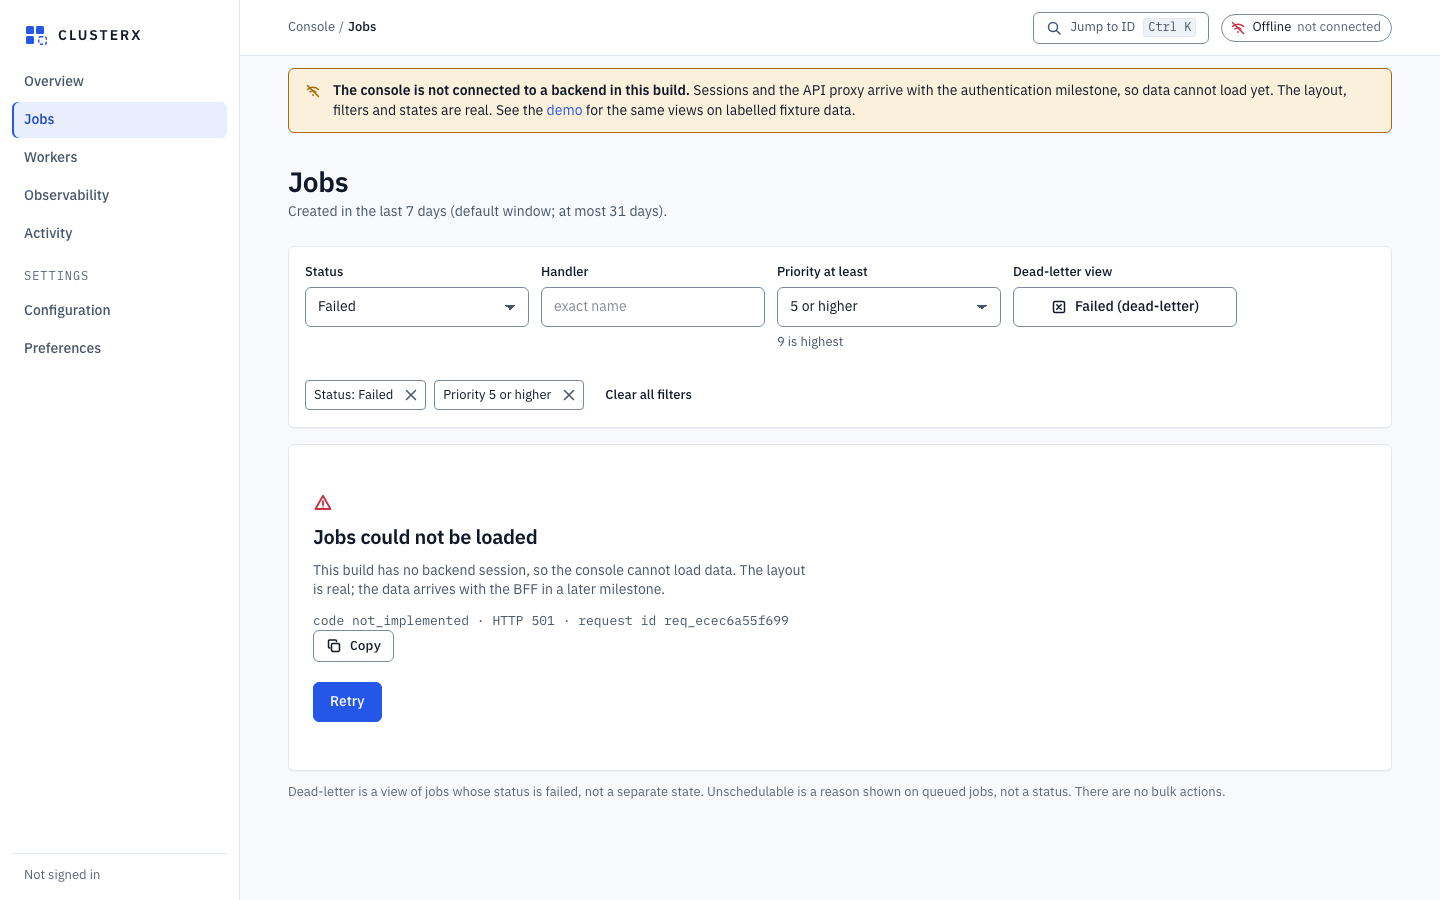 CLUSTERX
Overview
Jobs
Workers
Observability
Activity
SETTINGS
Configuration
Preferences
Not signed in
Console / Jobs
Jump to ID Ctrl K
Offline not connected
The console is not connected to a backend in this build. Sessions and the API proxy arrive with the authentication milestone, so data cannot load yet. The layout,
filters and states are real. See the demo for the same views on labelled fixture data.
Jobs
Created in the last 7 days (default window; at most 31 days).
Status
Failed
Handler
exact name
Priority at least
5 or higher
9 is highest
Dead-letter view
Failed (dead-letter)
Status: Failed
Priority 5 or higher
Clear all filters
Jobs could not be loaded
This build has no backend session, so the console cannot load data. The layout
is real; the data arrives with the BFF in a later milestone.
code not_implemented · HTTP 501 · request id req_ecec6a55f699
Copy
Retry
Dead-letter is a view of jobs whose status is failed, not a separate state. Unschedulable is a reason shown on queued jobs, not a status. There are no bulk actions.